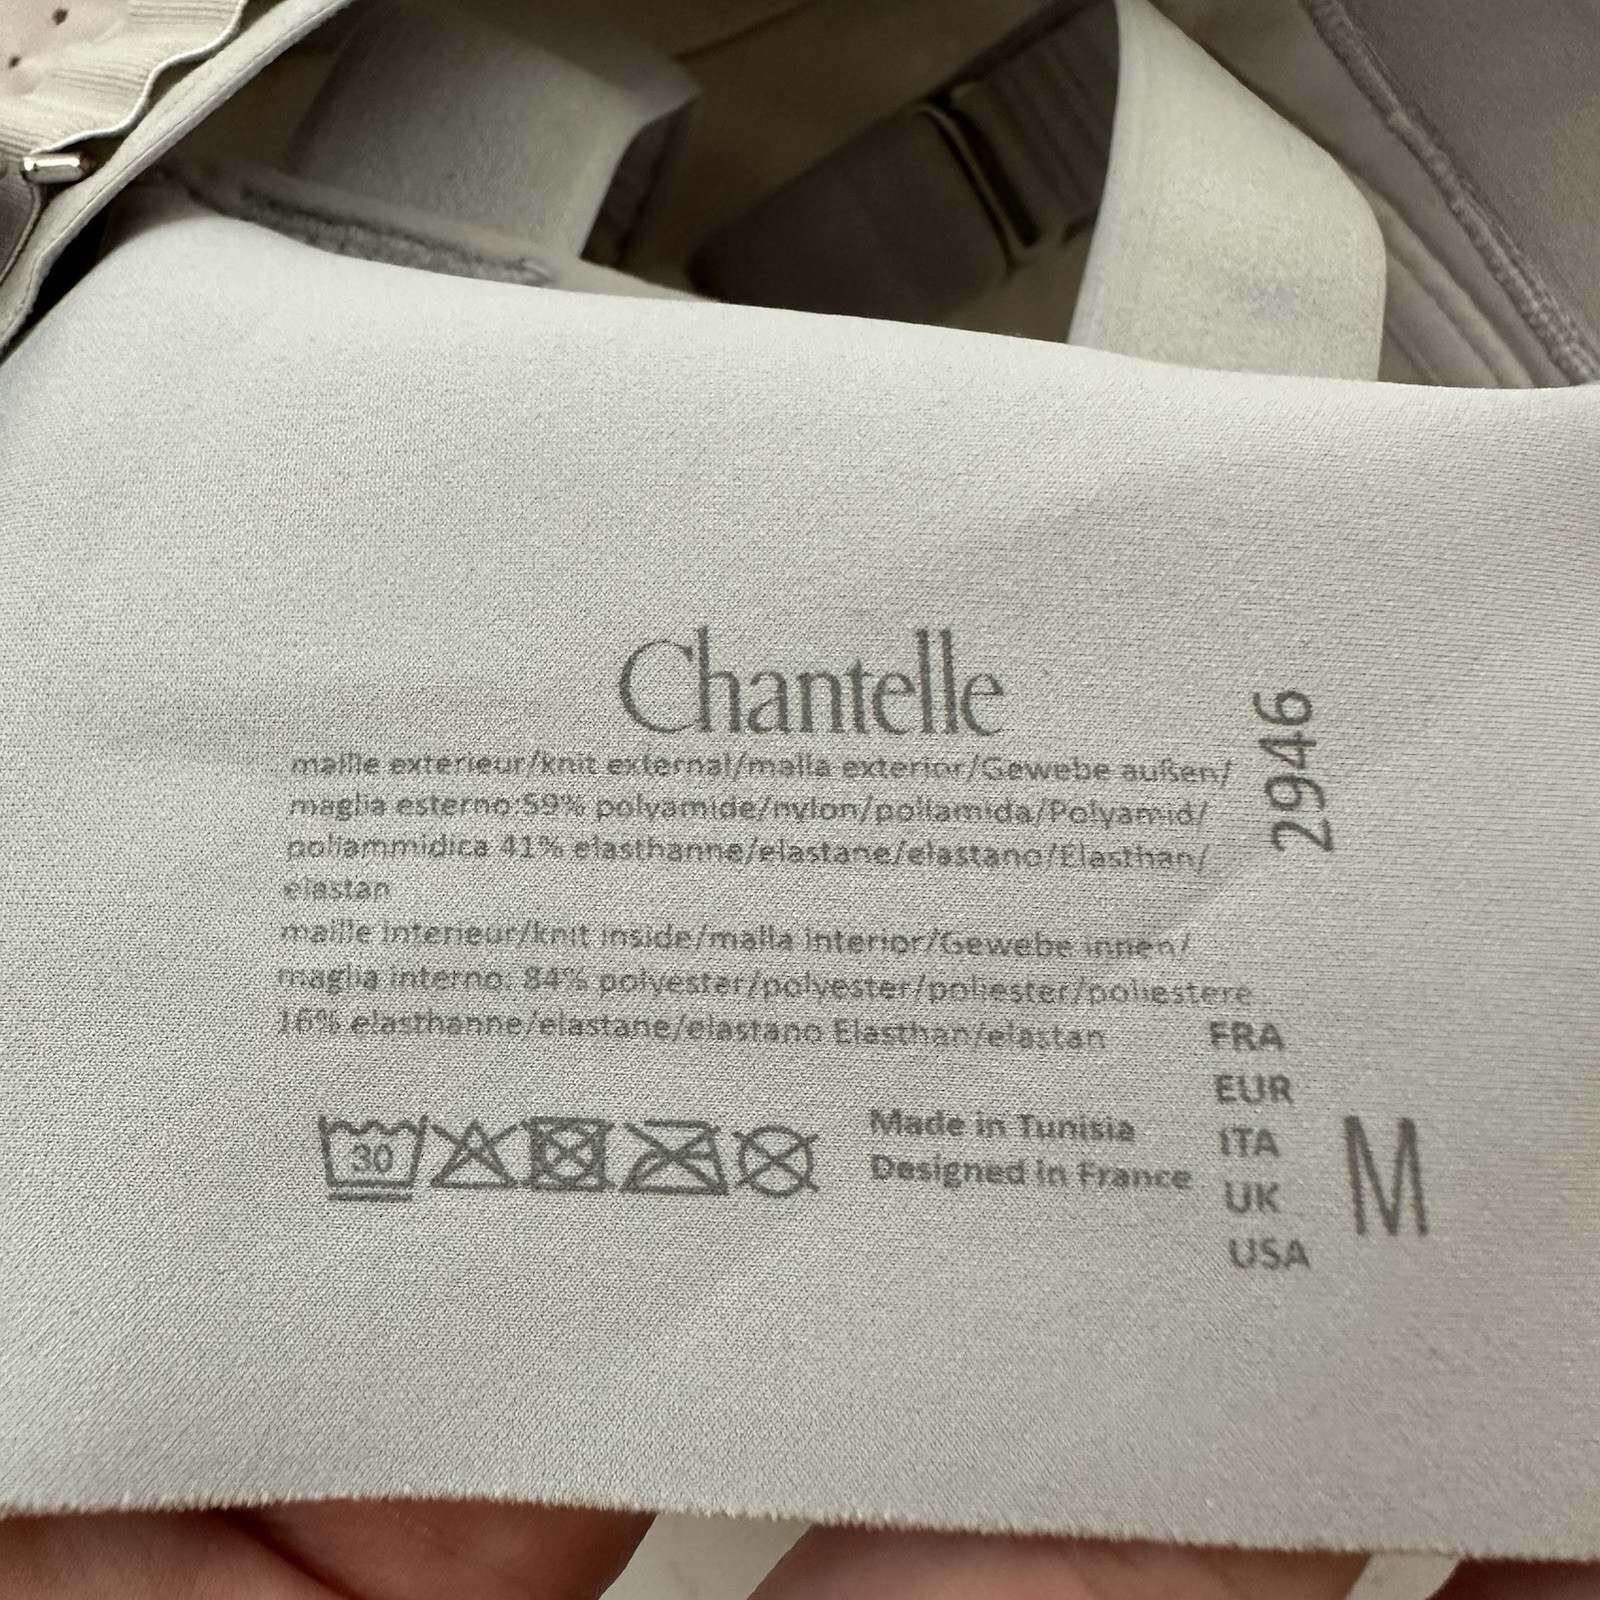 Chantelle
2946
maille exterieur/knit external/malla exterior/Gewebe außen/
maglia esterno:59% polyamide/nylon/poliamida/Polyamid/
poliammidica 41% elasthanne/elastane/elastano/Elasthan/
elastan
maille interieur/knit inside/malla interior/Gewebe innen/
maglia interno: 84% polyester/polyester/poliester/poliestere
16% elasthanne/elastane/elastano Elasthan/elastan
30
Made in Tunisia
Designed in France
FRA
EUR
ITA
UK
USA
M